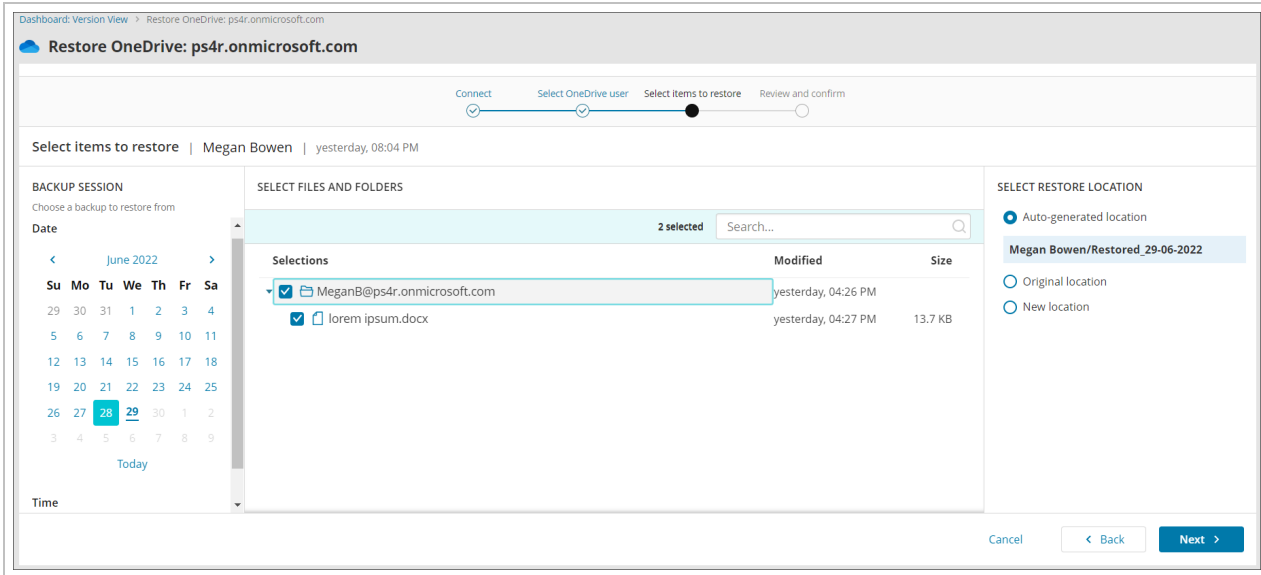 Dashboard: Version View > Restore OneDrive: ps4r.onmicrosoft.com
Restore OneDrive: ps4r.onmicrosoft.com
Connect Select OneDrive user Select items to restore Review and confirm
Select items to restore | Megan Bowen | yesterday, 08:04 PM
BACKUP SESSION
Choose a backup to restore from
Date
< June 2022 >
Su Mo Tu We Th Fr Sa
29 30 31 1 2 3 4
5 6 7 8 9 10 11
12 13 14 15 16 17 18
19 20 21 22 23 24 25
26 27 28 29 30 1 2
3 4 5 6 7 8 9
Today
Time
SELECT FILES AND FOLDERS
2 selected Search...
Selections Modified Size
MeganB@ps4r.onmicrosoft.com yesterday, 04:26 PM
lorem ipsum.docx yesterday, 04:27 PM 13.7 KB
SELECT RESTORE LOCATION
Auto-generated location
Megan Bowen/Restored_29-06-2022
Original location
New location
Cancel < Back Next >